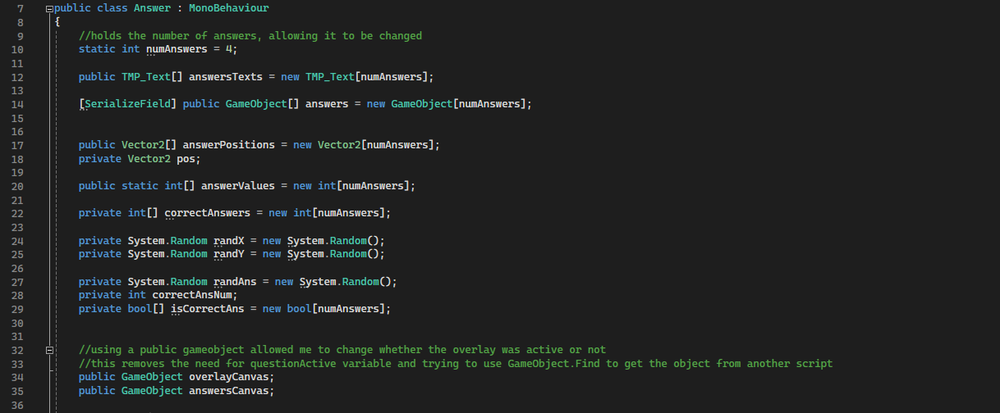 7 public class Answer : MonoBehaviour
8 {
9 //holds the number of answers, allowing it to be changed
10 static int numAnswers = 4;
11
12 public TMP_Text[] answersTexts = new TMP_Text[numAnswers];
13
14 [SerializeField] public GameObject[] answers = new GameObject[numAnswers];
15
16
17 public Vector2[] answerPositions = new Vector2[numAnswers];
18 private Vector2 pos;
19
20 public static int[] answerValues = new int[numAnswers];
21
22 private int[] correctAnswers = new int[numAnswers];
23
24 private System.Random randX = new System.Random();
25 private System.Random randY = new System.Random();
26
27 private System.Random randAns = new System.Random();
28 private int correctAnsNum;
29 private bool[] isCorrectAns = new bool[numAnswers];
30
31
32 //using a public gameobject allowed me to change whether the overlay was active or not
33 //this removes the need for questionActive variable and trying to use GameObject.Find to get the object from another script
34 public GameObject overlayCanvas;
35 public GameObject answersCanvas;
36